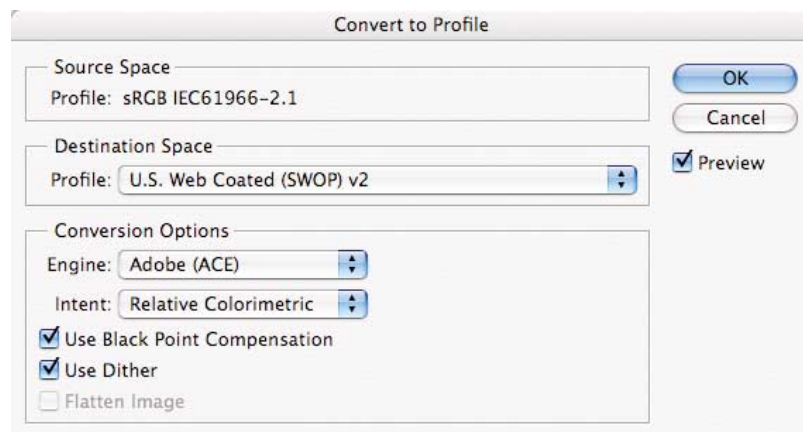 Convert to Profile
Source Space
Profile: sRGB IEC61966-2.1
Destination Space
Profile: U.S. Web Coated (SWOP) v2
Conversion Options
Engine: Adobe (ACE)
Intent: Relative Colorimetric
Use Black Point Compensation
Use Dither
Flatten Image
OK
Cancel
Preview